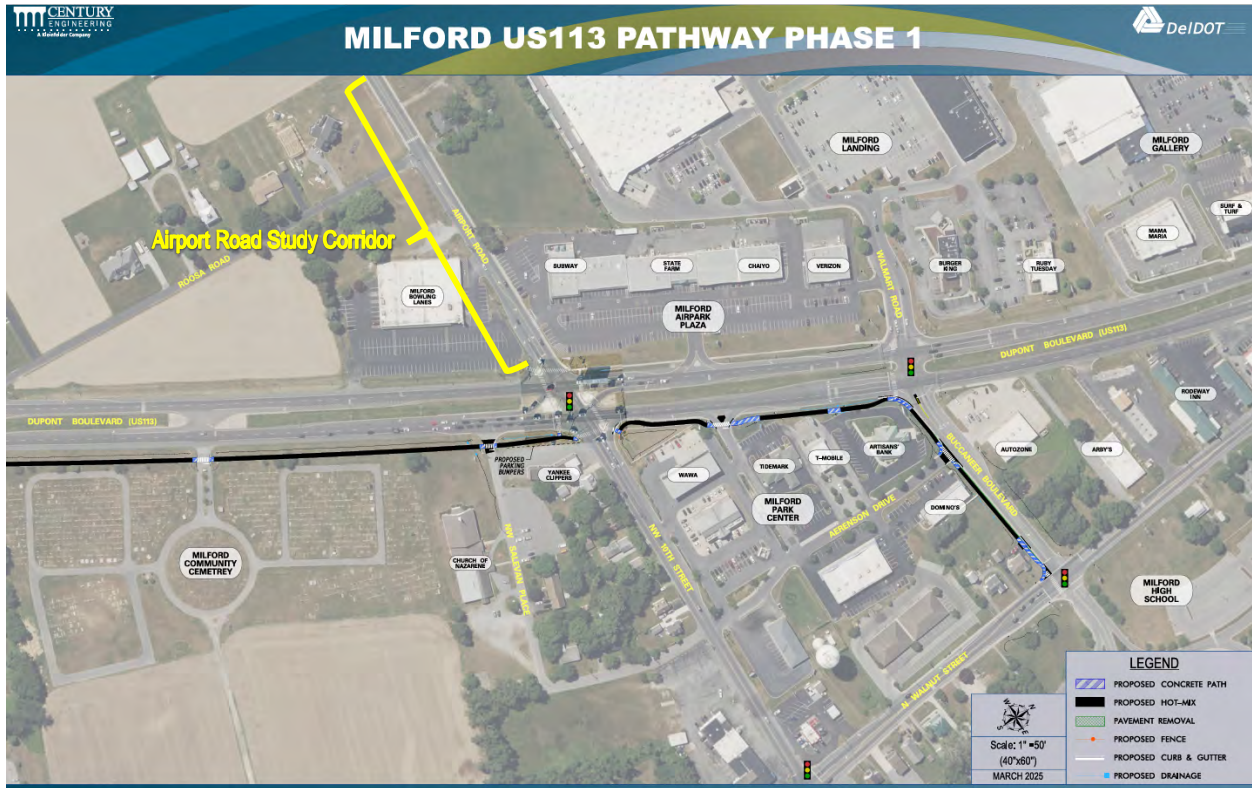 CENTURY
ENGINEERING
A Kleinfelder Company
MILFORD US113 PATHWAY PHASE 1
DelDOT
MILFORD
LANDING
MILFORD
GALLERY
SURF &
TURF
MAMA
MARIA
Airport Road Study Corridor
AIRPORT ROAD
ROOSA ROAD
SUBWAY
STATE
FARM
CHAIYO
VERIZON
WALMART ROAD
BURGER
KING
RUBY
TUESDAY
MILFORD
BOWLING
LANES
MILFORD
AIRPARK
PLAZA
DUPONT BOULEVARD (US113)
RODEWAY
INN
DUPONT BOULEVARD (US113)
PROPOSED
PARKING
BUMPERS
YANKEE
CLIPPERS
WAWA
TIDEMARK
T-MOBILE
ARTISANS'
BANK
BUCCANEER BOULEVARD
AUTOZONE
ARBY'S
MILFORD
PARK
CENTER
AERENSON DRIVE
DOMINO'S
MILFORD
COMMUNITY
CEMETREY
CHURCH OF
NAZARENE
NW SALEVAN PLACE
NW 10TH STREET
MILFORD
HIGH
SCHOOL
N WALNUT STREET
W
N
S
E
Scale: 1" =50'
(40"x60")
MARCH 2025
LEGEND
PROPOSED CONCRETE PATH
PROPOSED HOT-MIX
PAVEMENT REMOVAL
PROPOSED FENCE
PROPOSED CURB & GUTTER
PROPOSED DRAINAGE